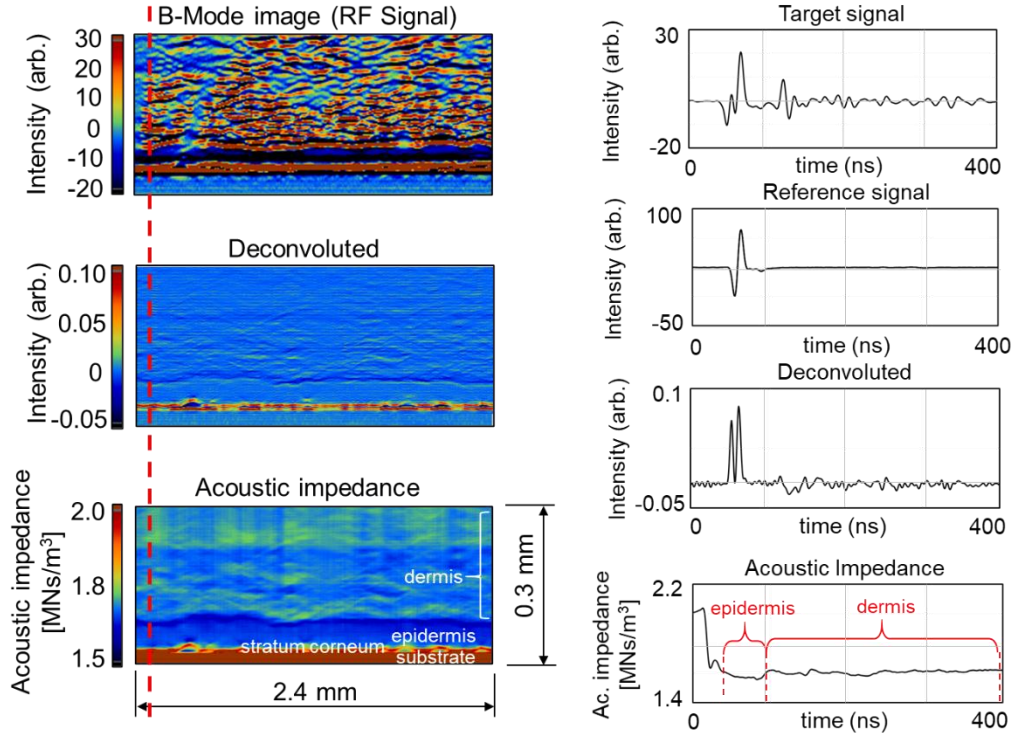 B-Mode image (RF Signal)
Intensity (arb.)
30
20
10
0
-10
-20
Deconvoluted
Intensity (arb.)
0.10
0.05
0
-0.05
Acoustic impedance
Acoustic impedance
[MNs/m³]
2.0
1.8
1.5
dermis
epidermis
stratum corneum
substrate
0.3 mm
2.4 mm
Target signal
Intensity (arb.)
30
-20
0
time (ns)
400
Reference signal
Intensity (arb.)
100
-50
0
time (ns)
400
Deconvoluted
Intensity (arb.)
0.1
-0.05
0
time (ns)
400
Acoustic Impedance
Ac. impedance
[MNs/m³]
2.2
1.4
epidermis
dermis
0
time (ns)
400